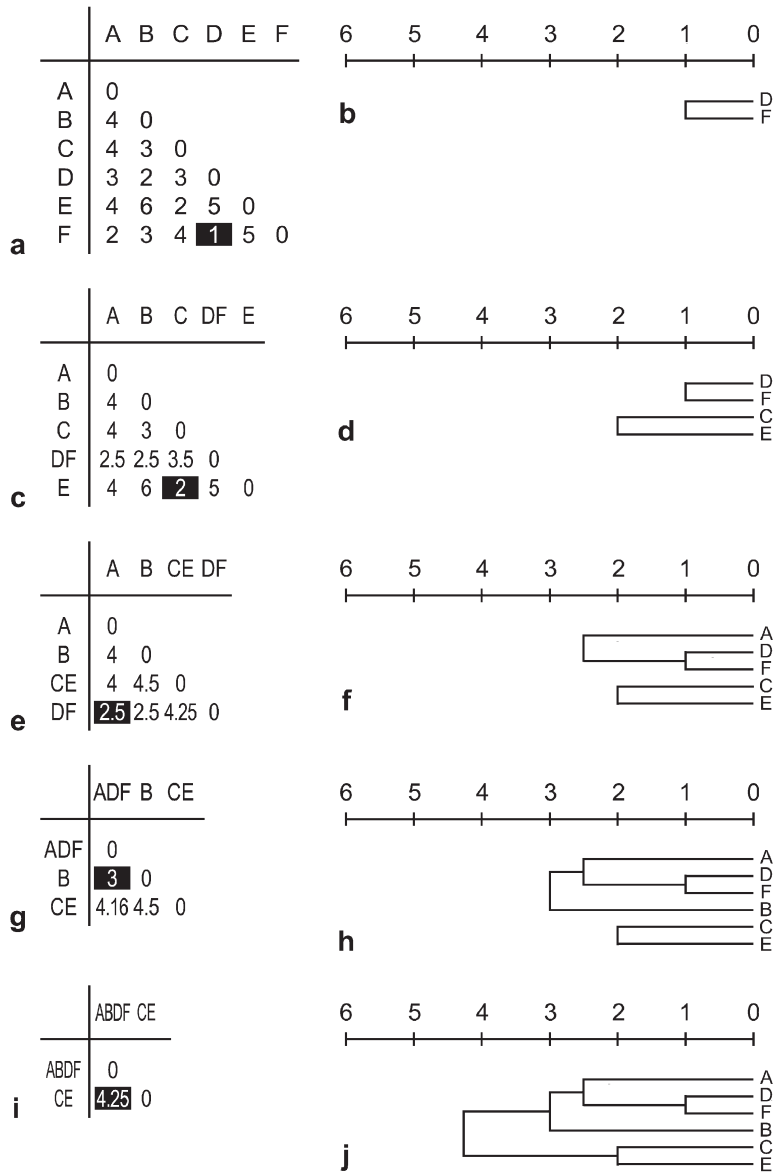 A B C D E F
A 0
B 4 0
C 4 3 0
D 3 2 3 0
E 4 6 2 5 0
F 2 3 4 1 5 0
a
6 5 4 3 2 1 0
D
b
F
A B C DF E
A 0
B 4 0
C 4 3 0
DF 2.5 2.5 3.5 0
E 4 6 2 5 0
c
6 5 4 3 2 1 0
D
F
C
d
E
A B CE DF
A 0
B 4 0
CE 4 4.5 0
DF 2.5 2.5 4.25 0
e
6 5 4 3 2 1 0
A
D
F
C
f
E
ADF B CE
ADF 0
B 3 0
CE 4.16 4.5 0
g
6 5 4 3 2 1 0
A
D
F
B
C
h
E
ABDF CE
ABDF 0
CE 4.25 0
i
6 5 4 3 2 1 0
A
D
F
B
C
j
E